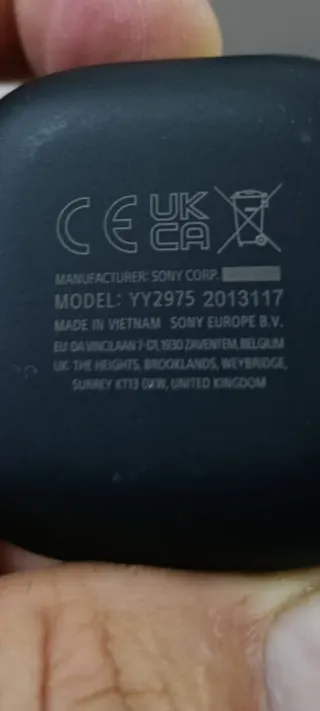 CE UK CA
MANUFACTURER: SONY CORP.
MODEL: YY2975 2013117
MADE IN VIETNAM SONY EUROPE B.V.
EU: DA VINCILAAN 7-D1, 1930 ZAVENTEM, BELGIUM
UK: THE HEIGHTS, BROOKLANDS, WEYBRIDGE,
SURREY KT13 0XW, UNITED KINGDOM